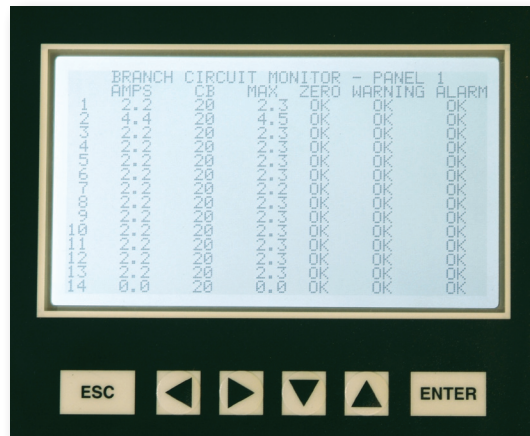 BRANCH CIRCUIT MONITOR - PANEL 1
AMPS CB MAX ZERO WARNING ALARM
1 2.2 20 2.3 OK OK OK
2 4.4 20 4.5 OK OK OK
3 2.2 20 2.3 OK OK OK
4 2.2 20 2.3 OK OK OK
5 2.2 20 2.3 OK OK OK
6 2.2 20 2.3 OK OK OK
7 2.2 20 2.2 OK OK OK
8 2.2 20 2.3 OK OK OK
9 2.2 20 2.3 OK OK OK
10 2.2 20 2.3 OK OK OK
11 2.2 20 2.3 OK OK OK
12 2.2 20 2.3 OK OK OK
13 2.2 20 2.3 OK OK OK
14 0.0 20 0.0 OK OK OK
ESC ENTER